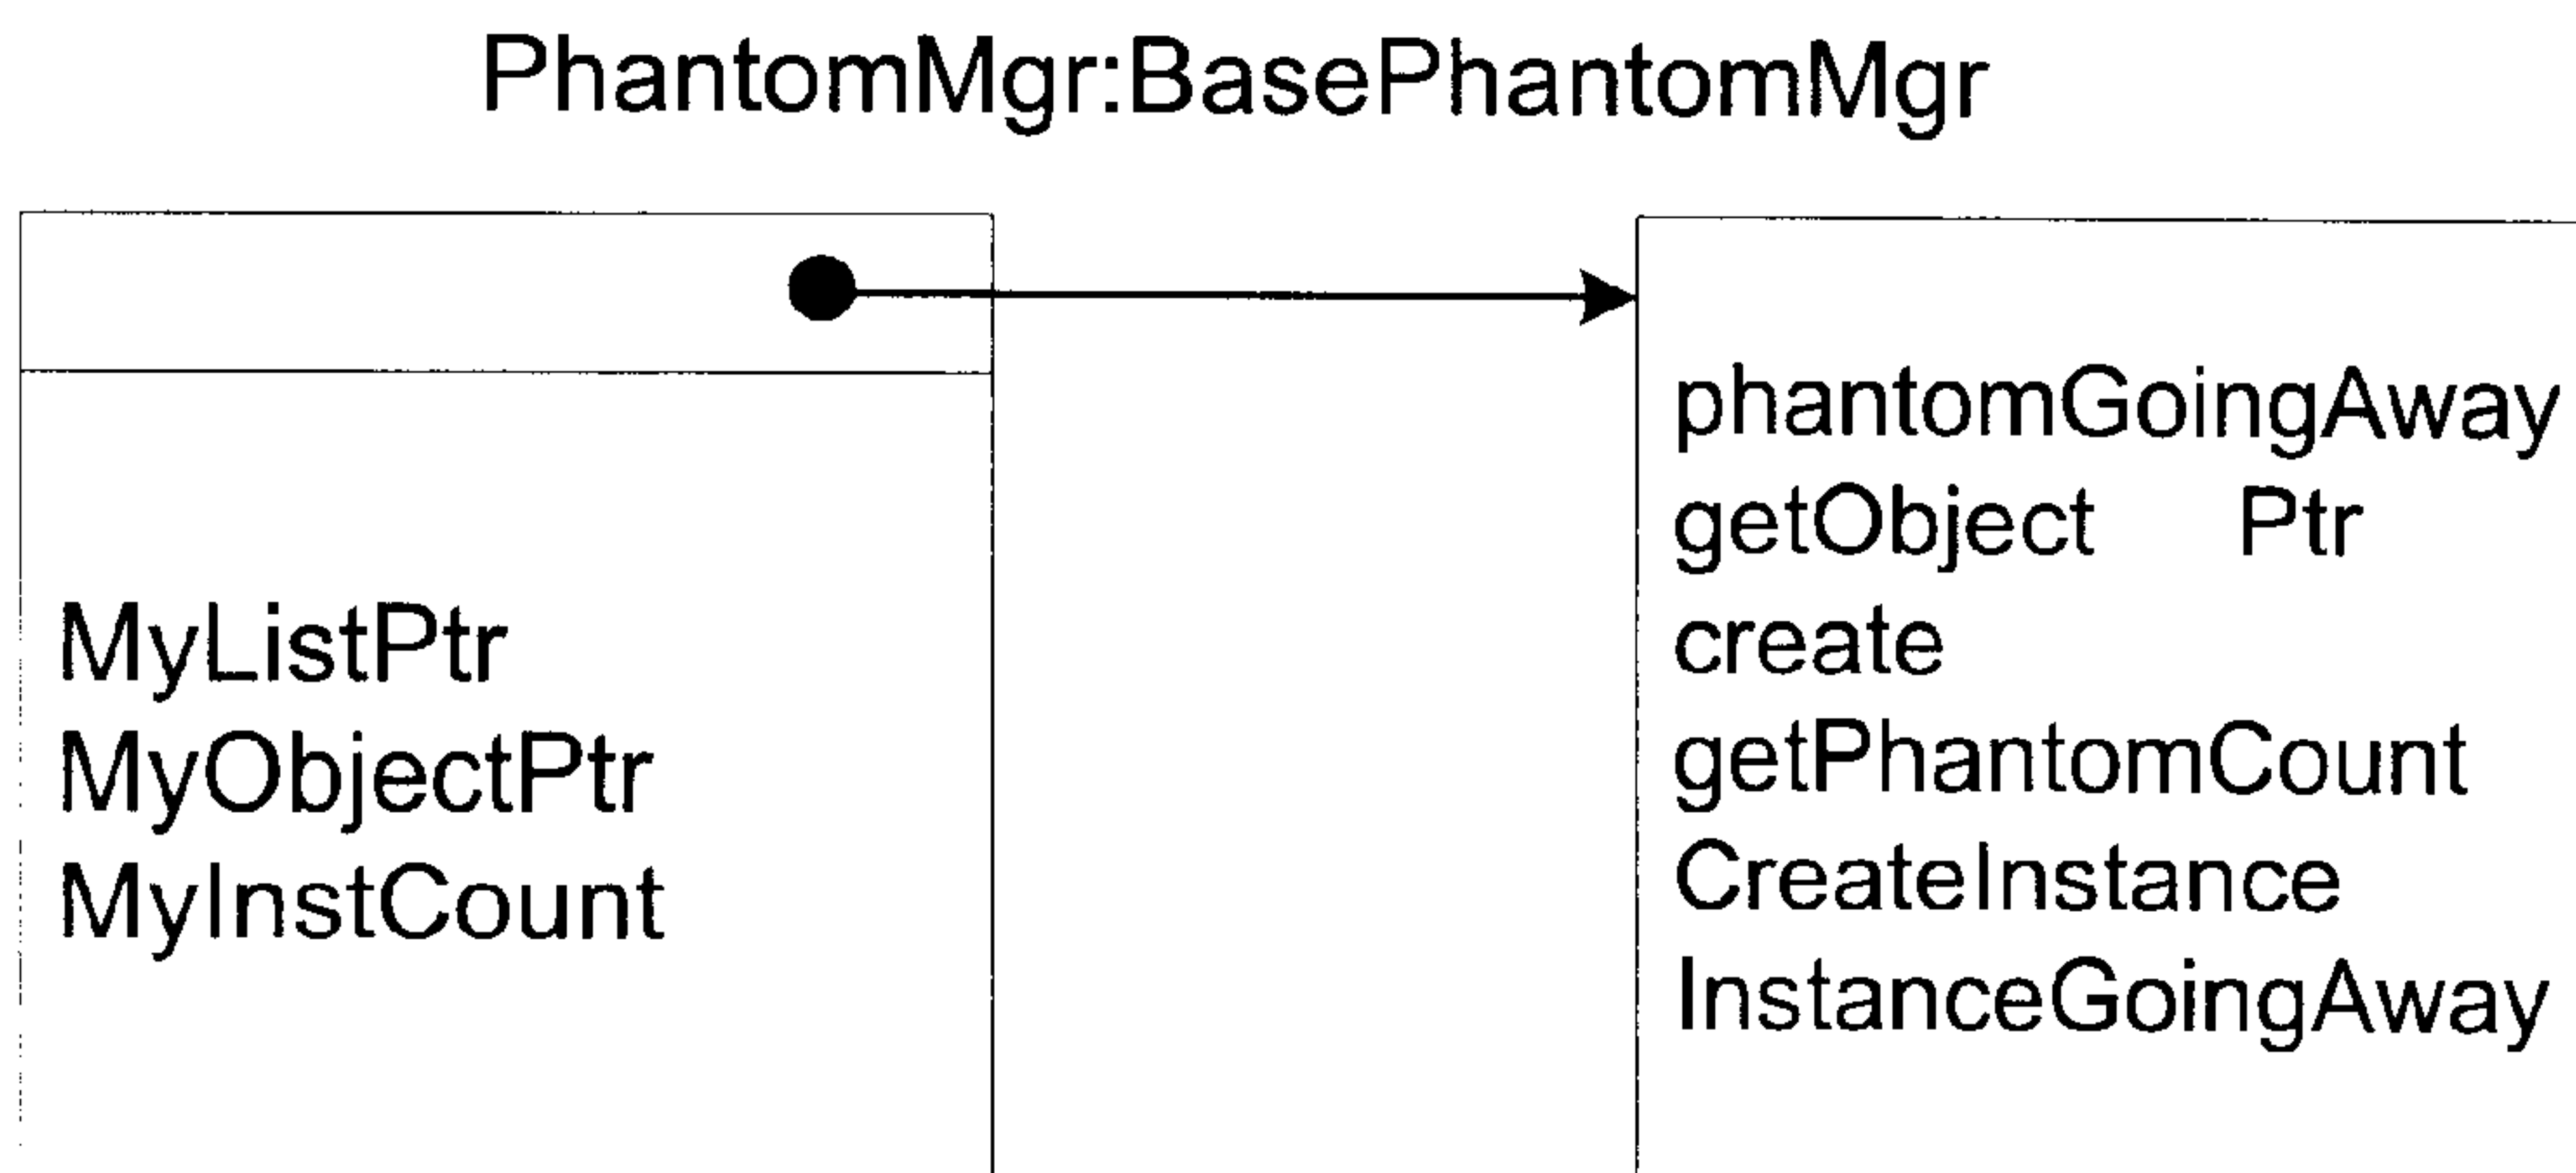 PhantomMgr:BasePhantomMgr
MyListPtr
MyObjectPtr
MyInstCount
phantomGoingAway
getObject Ptr
create
getPhantomCount
CreateInstance
InstanceGoingAway